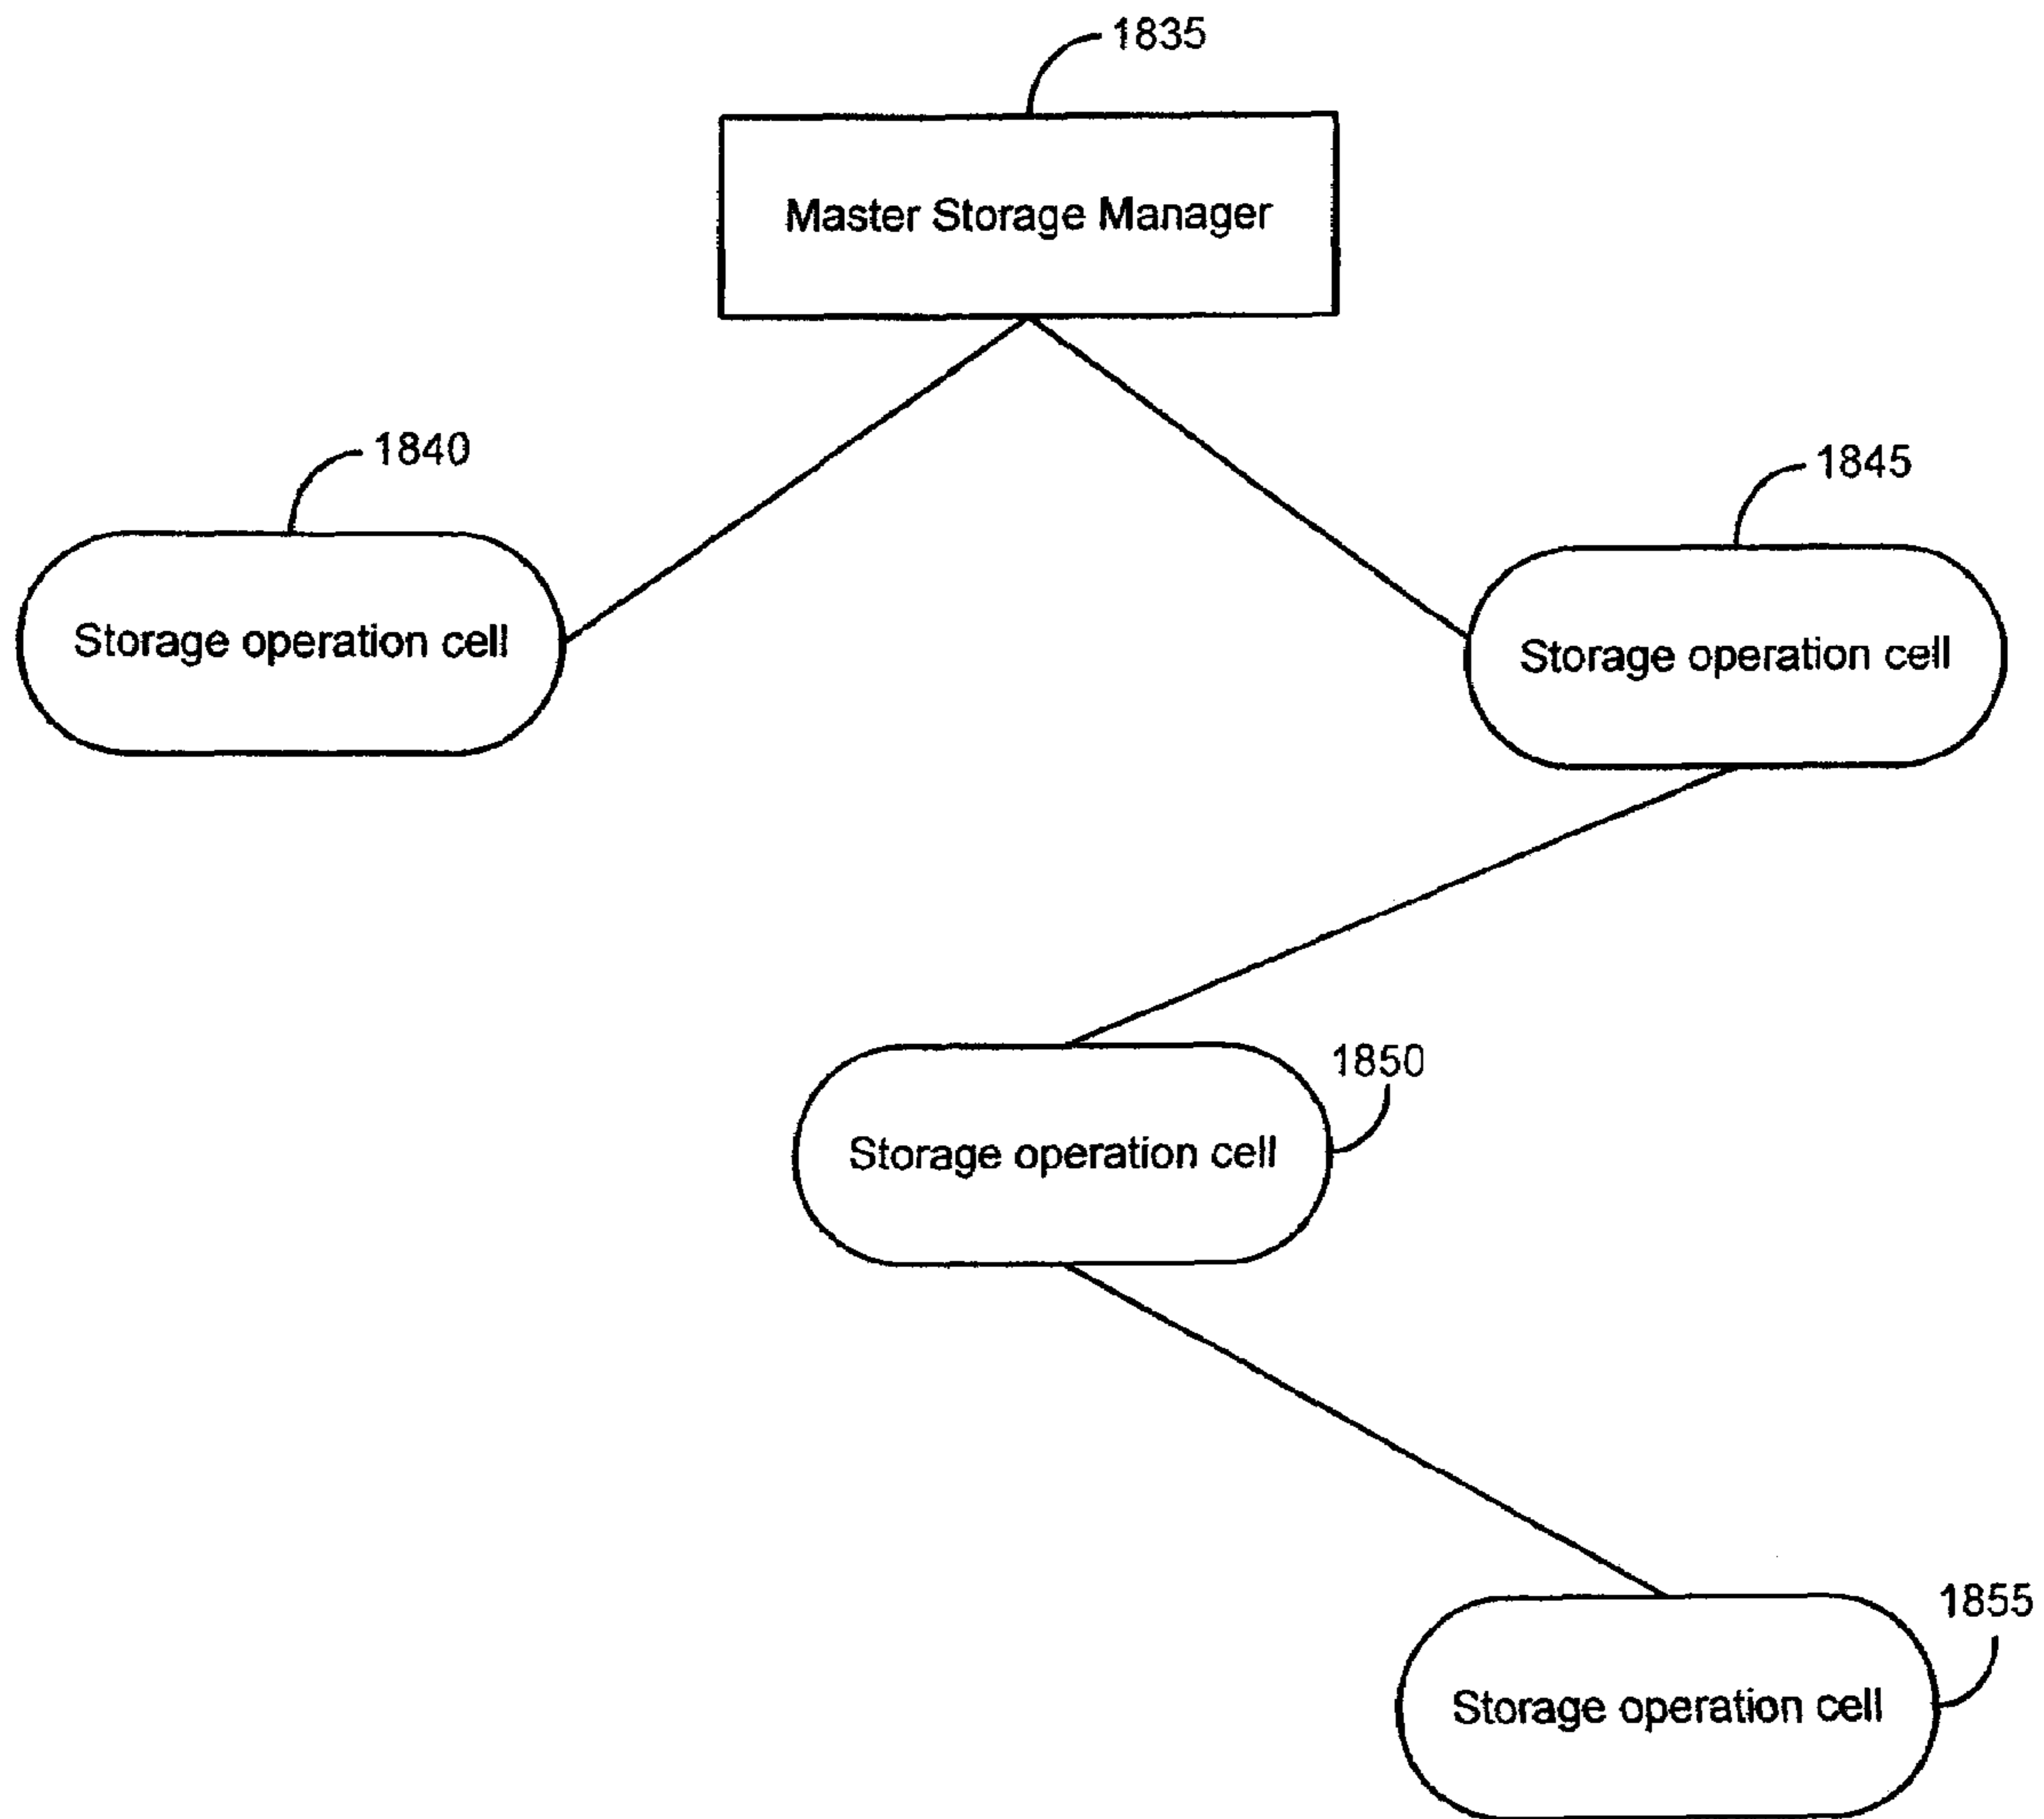 1835
Master Storage Manager
1840
1845
Storage operation cell
Storage operation cell
1850
Storage operation cell
1855
Storage operation cell